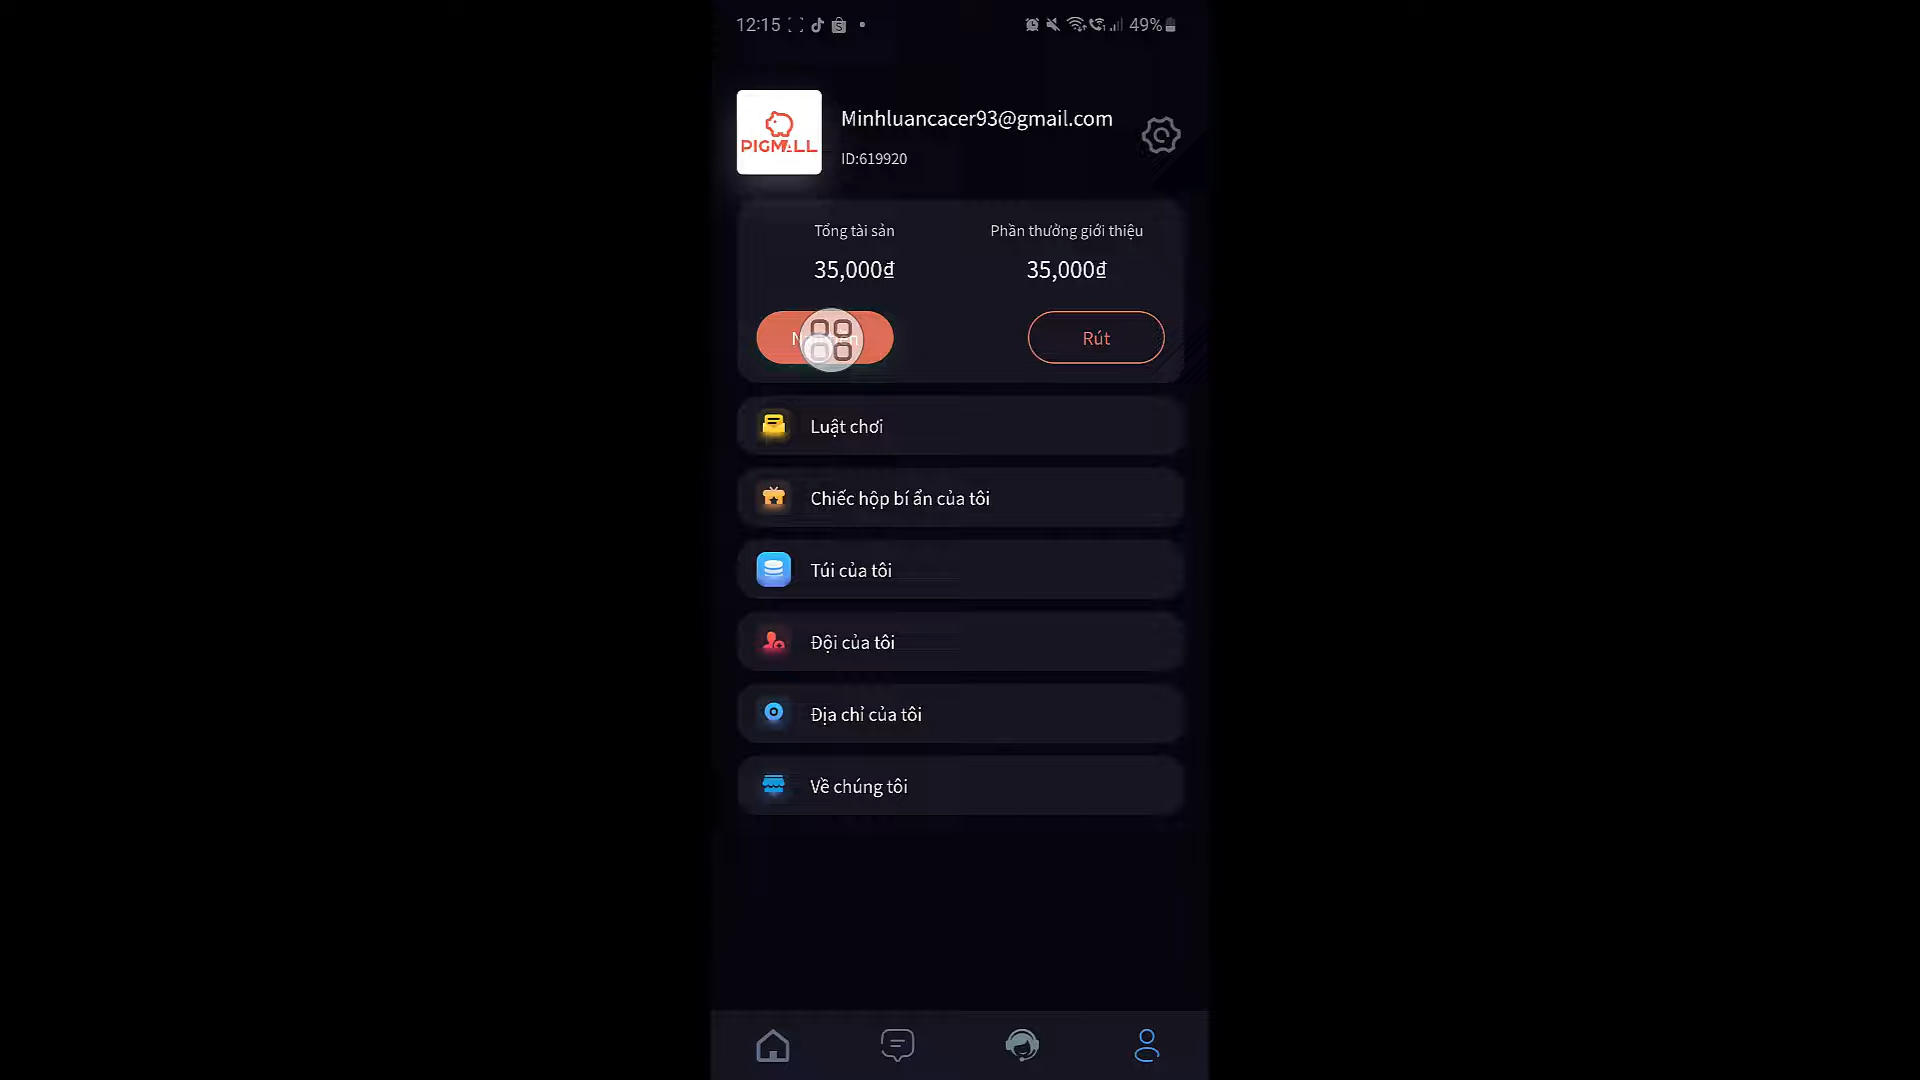 12:15
49%
PIGMALL
Minhluancacer93@gmail.com
ID:619920
Tổng tài sản
Phần thưởng giới thiệu
35,000₫
35,000₫
Rút
Luật chơi
Chiếc hộp bí ẩn của tôi
Túi của tôi
Đội của tôi
Địa chỉ của tôi
Về chúng tôi